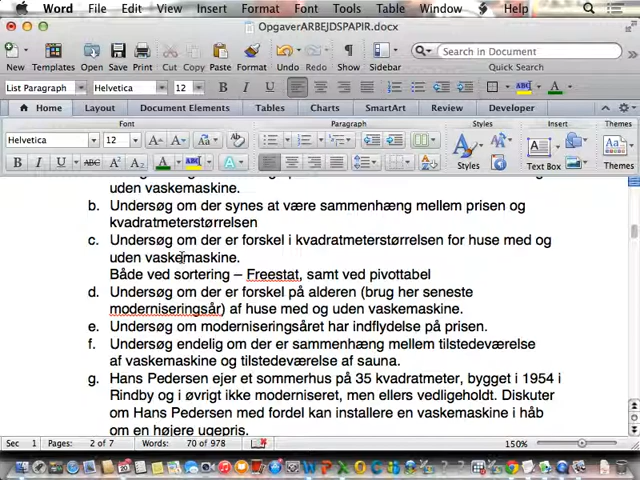 Word File Edit View Insert Format Font Tools Table Window Help
OpgaverARBEJDSPAPIR.docx
Search in Document
New Templates Open Save Print Undo Redo Copy Paste Format Show Sidebar Quick Search
List Paragraph Helvetica 12
Home Layout Document Elements Tables Charts SmartArt Review Developer
Font Paragraph Styles Insert Themes
Helvetica 12
Styles Text Box Themes
uden vaskemaskine.
b. Undersøg om der synes at være sammenhæng mellem prisen og
kvadratmeterstørrelsen
c. Undersøg om der er forskel i kvadratmeterstørrelsen for huse med og
uden vaskemaskine.
Både ved sortering – Freestat, samt ved pivottabel
d. Undersøg om der er forskel på alderen (brug her seneste
moderniseringsår) af huse med og uden vaskemaskine.
e. Undersøg om moderniseringsåret har indflydelse på prisen.
f. Undersøg endelig om der er sammenhæng mellem tilstedeværelse
af vaskemaskine og tilstedeværelse af sauna.
g. Hans Pedersen ejer et sommerhus på 35 kvadratmeter, bygget i 1954 i
Rindby og i øvrigt ikke moderniseret, men ellers vedligeholdt. Diskuter
om Hans Pedersen med fordel kan installere en vaskemaskine i håb
om en højere ugepris.
Sec 1 Pages: 2 of 7 Words: 70 of 978 150%